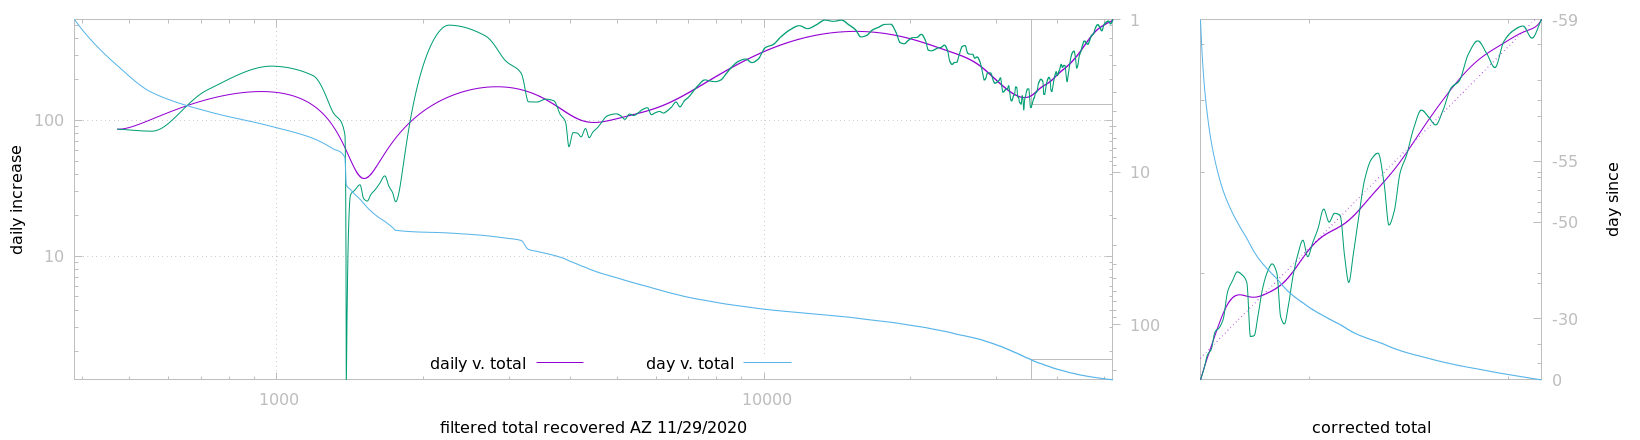 daily increase
100
10
1
10
100
daily v. total
day v. total
1000
10000
filtered total recovered AZ 11/29/2020
-59
-55
-50
-30
0
day since
corrected total